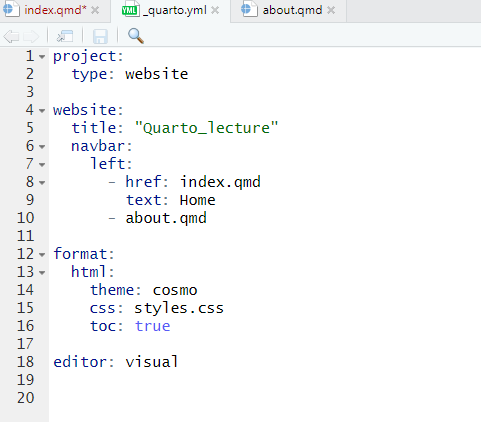 index.qmd* _quarto.yml about.qmd
1 project:
2   type: website
3
4 website:
5   title: "Quarto_lecture"
6   navbar:
7     left:
8       - href: index.qmd
9         text: Home
10       - about.qmd
11
12 format:
13   html:
14     theme: cosmo
15     css: styles.css
16     toc: true
17
18 editor: visual
19
20